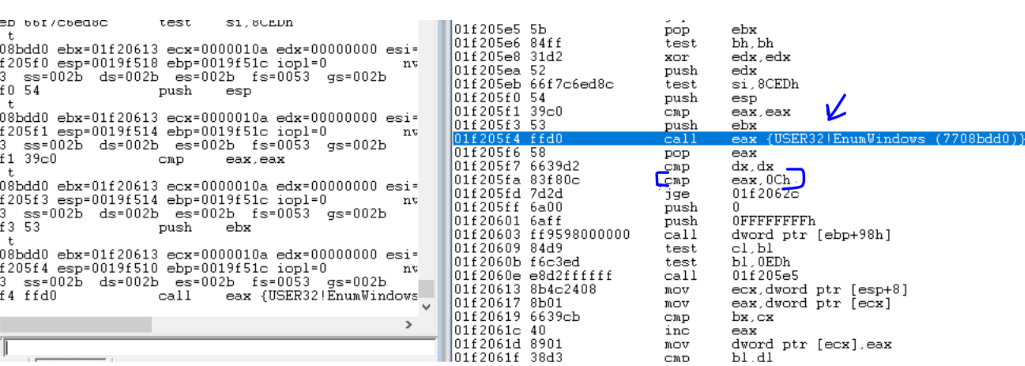 eb 66f7c6ed8c test si,8CEDh
08bdd0 ebx=01f20613 ecx=0000010a edx=00000000 esi=
f205f0 esp=0019f518 ebp=0019f51c iopl=0 nv
3 ss=002b ds=002b es=002b fs=0053 gs=002b
f0 54 push esp
t
08bdd0 ebx=01f20613 ecx=0000010a edx=00000000 esi=
f205f1 esp=0019f514 ebp=0019f51c iopl=0 nv
3 ss=002b ds=002b es=002b fs=0053 gs=002b
f1 39c0 cmp eax,eax
t
08bdd0 ebx=01f20613 ecx=0000010a edx=00000000 esi=
f205f3 esp=0019f514 ebp=0019f51c iopl=0 nv
3 ss=002b ds=002b es=002b fs=0053 gs=002b
f3 53 push ebx
t
08bdd0 ebx=01f20613 ecx=0000010a edx=00000000 esi=
f205f4 esp=0019f510 ebp=0019f51c iopl=0 nv
3 ss=002b ds=002b es=002b fs=0053 gs=002b
f4 ffd0 call eax {USER32!EnumWindows
01f205e5 5b pop ebx
01f205e6 84ff test bh,bh
01f205e8 31d2 xor edx,edx
01f205ea 52 push edx
01f205eb 66f7c6ed8c test si,8CEDh
01f205f0 54 push esp
01f205f1 39c0 cmp eax,eax
01f205f3 53 push ebx
01f205f4 ffd0 call eax {USER32!EnumWindows (7708bdd0)}
01f205f6 58 pop eax
01f205f7 6639d2 cmp dx,dx
01f205fa 83f80c cmp eax,0Ch
01f205fd 7d2d jge 01f2062c
01f205ff 6a00 push 0
01f20601 6aff push 0FFFFFFFFh
01f20603 ff9598000000 call dword ptr [ebp+98h]
01f20609 84d9 test cl,bl
01f2060b f6c3ed test bl,0EDh
01f2060e e8d2ffffff call 01f205e5
01f20613 8b4c2408 mov ecx,dword ptr [esp+8]
01f20617 8b01 mov eax,dword ptr [ecx]
01f20619 6639cb cmp bx,cx
01f2061c 40 inc eax
01f2061d 8901 mov dword ptr [ecx],eax
01f2061f 38d3 cmp bl,dl